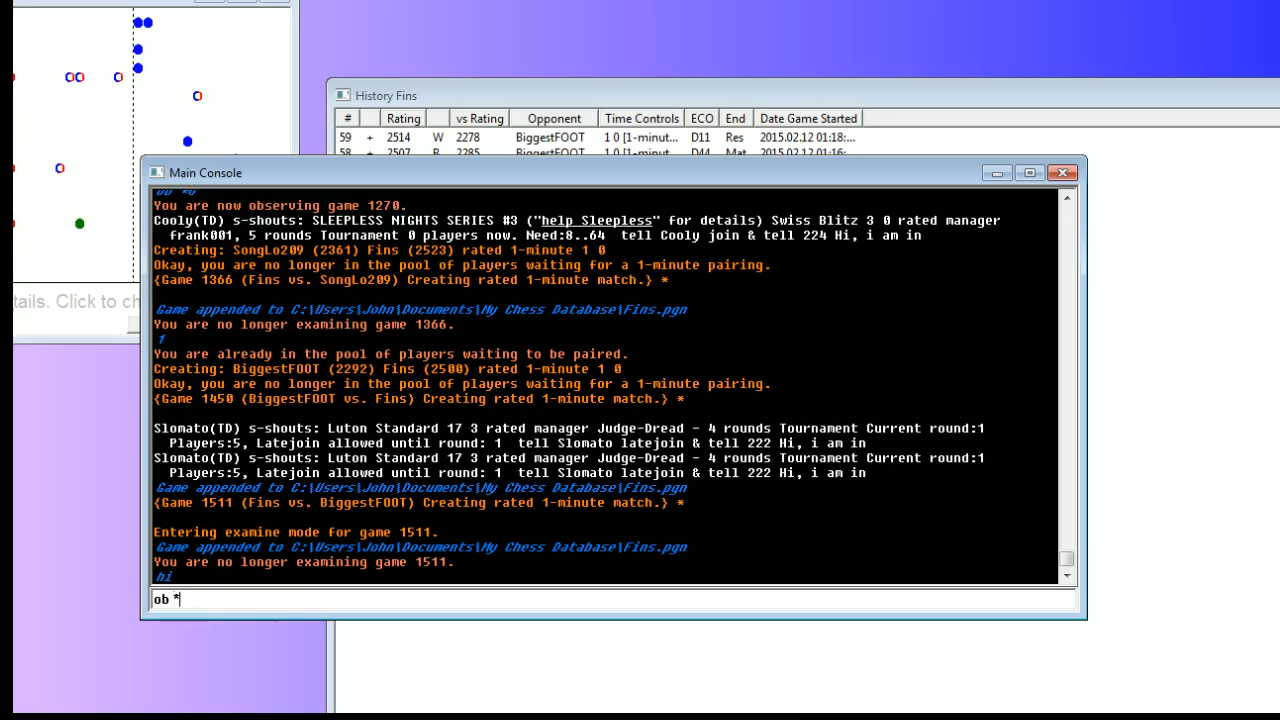 History Fins
# Rating vs Rating Opponent Time Controls ECO End Date Game Started
59 + 2514 W 2278 BiggestFOOT 1 0 [1-minut... D11 Res 2015.02.12 01:18:...
58 + 2507 B 2285 BiggestFOOT 1 0 [1-minut... D44 Mat 2015.02.12 01:16:...
tails. Click to ch
Main Console
You are now observing game 1270.
Cooly(TD) s-shouts: SLEEPLESS NIGHTS SERIES #3 ("help Sleepless" for details) Swiss Blitz 3 0 rated manager
frank001, 5 rounds Tournament 0 players now. Need:8..64 tell Cooly join & tell 224 Hi, i am in
Creating: SongLo209 (2361) Fins (2523) rated 1-minute 1 0
Okay, you are no longer in the pool of players waiting for a 1-minute pairing.
{Game 1366 (Fins vs. SongLo209) Creating rated 1-minute match.} *
Game appended to C:\Users\John\Documents\My Chess Database\Fins.pgn
You are no longer examining game 1366.
1
You are already in the pool of players waiting to be paired.
Creating: BiggestFOOT (2292) Fins (2500) rated 1-minute 1 0
Okay, you are no longer in the pool of players waiting for a 1-minute pairing.
{Game 1450 (BiggestFOOT vs. Fins) Creating rated 1-minute match.} *
Slomato(TD) s-shouts: Luton Standard 17 3 rated manager Judge-Dread - 4 rounds Tournament Current round:1
Players:5, Latejoin allowed until round: 1 tell Slomato latejoin & tell 222 Hi, i am in
Slomato(TD) s-shouts: Luton Standard 17 3 rated manager Judge-Dread - 4 rounds Tournament Current round:1
Players:5, Latejoin allowed until round: 1 tell Slomato latejoin & tell 222 Hi, i am in
Game appended to C:\Users\John\Documents\My Chess Database\Fins.pgn
{Game 1511 (Fins vs. BiggestFOOT) Creating rated 1-minute match.} *
Entering examine mode for game 1511.
Game appended to C:\Users\John\Documents\My Chess Database\Fins.pgn
You are no longer examining game 1511.
hi
ob *